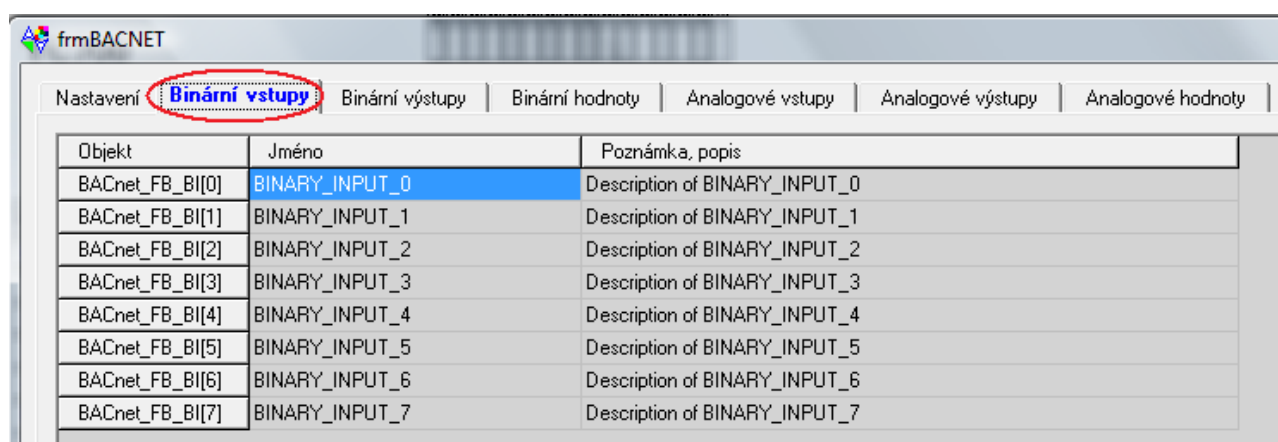 frmBACNET
Nastavení Binární vstupy Binární výstupy Binární hodnoty Analogové vstupy Analogové výstupy Analogové hodnoty
Objekt Jméno Poznámka, popis
BACnet_FB_BI[0] BINARY_INPUT_0 Description of BINARY_INPUT_0
BACnet_FB_BI[1] BINARY_INPUT_1 Description of BINARY_INPUT_1
BACnet_FB_BI[2] BINARY_INPUT_2 Description of BINARY_INPUT_2
BACnet_FB_BI[3] BINARY_INPUT_3 Description of BINARY_INPUT_3
BACnet_FB_BI[4] BINARY_INPUT_4 Description of BINARY_INPUT_4
BACnet_FB_BI[5] BINARY_INPUT_5 Description of BINARY_INPUT_5
BACnet_FB_BI[6] BINARY_INPUT_6 Description of BINARY_INPUT_6
BACnet_FB_BI[7] BINARY_INPUT_7 Description of BINARY_INPUT_7